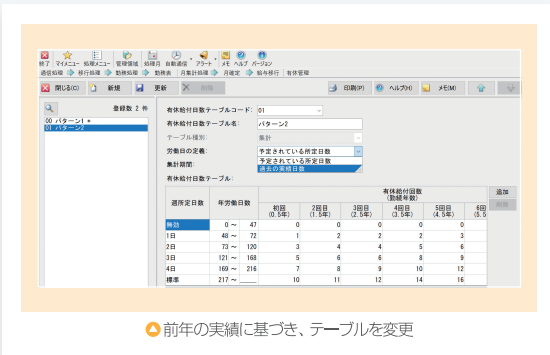 終了 マイメニュー 処理メニュー 管理領域 処理月 自動通信 アラート メモ ヘルプ バージョン
通信処理 移行処理 勤務処理 勤務表 月集計処理 月確定 給与移行 有休管理
閉じる(C) 新規 更新 削除 印刷(P) ヘルプ(H) メモ(M)
登録数 2 件
00 パターン1 *
01 パターン2
有休給付日数テーブルコード: 01
有休給付日数テーブル名: パターン2
テーブル種別: 集計
労働日の定義: 予定されている所定日数
予定されている所定日数
集計期間: 過去の実績日数
有休給付日数テーブル:
週所定日数 年労働日数 有休給付回数 (勤続年数) 追加
初回 (0.5年) 2回目 (1.5年) 3回目 (2.5年) 4回目 (3.5年) 5回目 (4.5年) 6回 (5.5 削除
無効 0 ~ 47 0 0 0 0 0
1日 48 ~ 72 1 2 2 2 3
2日 73 ~ 120 3 4 4 5 6
3日 121 ~ 168 5 6 6 8 9
4日 169 ~ 216 7 8 9 10 12
標準 217 ~ 10 11 12 14 16
前年の実績に基づき、テーブルを変更